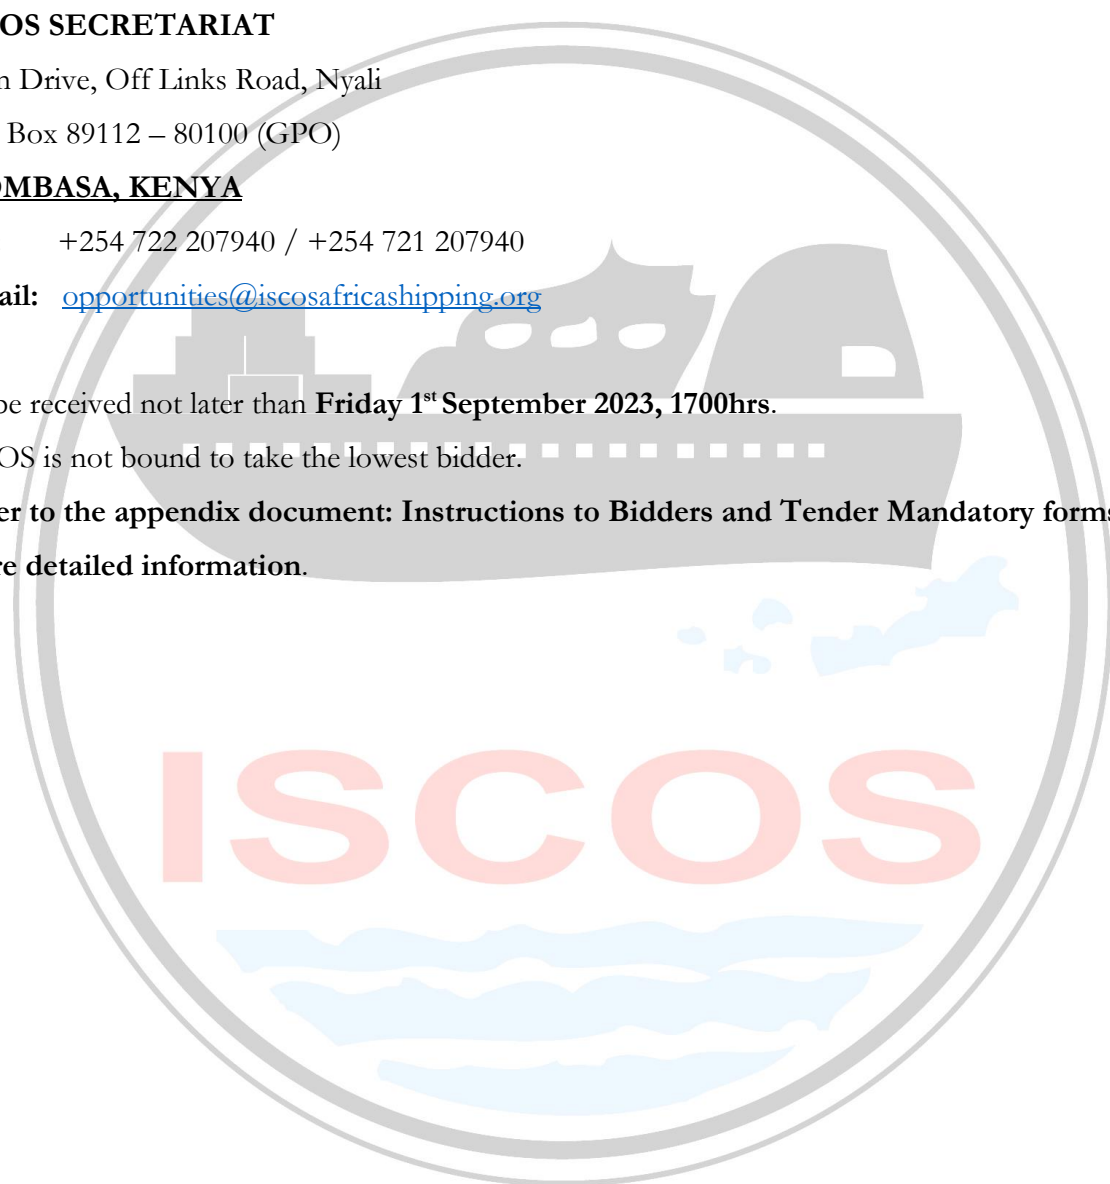 OS SECRETARIAT
n Drive, Off Links Road, Nyali
Box 89112 – 80100 (GPO)
OMBASA, KENYA
+254 722 207940 / +254 721 207940
ail: opportunities@iscosafricashipping.org
be received not later than Friday 1st September 2023, 1700hrs.
OS is not bound to take the lowest bidder.
er to the appendix document: Instructions to Bidders and Tender Mandatory forms
re detailed information.
ISCOS